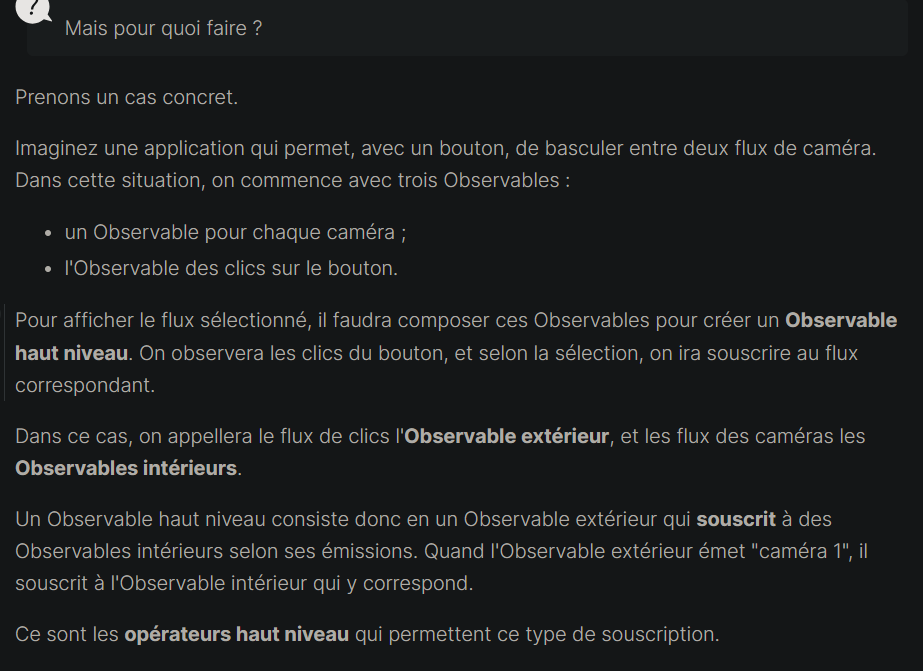 ?
Mais pour quoi faire ?
Prenons un cas concret.
Imaginez une application qui permet, avec un bouton, de basculer entre deux flux de caméra.
Dans cette situation, on commence avec trois Observables :
• un Observable pour chaque caméra ;
• l'Observable des clics sur le bouton.
Pour afficher le flux sélectionné, il faudra composer ces Observables pour créer un Observable
haut niveau. On observera les clics du bouton, et selon la sélection, on ira souscrire au flux
correspondant.
Dans ce cas, on appellera le flux de clics l'Observable extérieur, et les flux des caméras les
Observables intérieurs.
Un Observable haut niveau consiste donc en un Observable extérieur qui souscrit à des
Observables intérieurs selon ses émissions. Quand l'Observable extérieur émet "caméra 1", il
souscrit à l'Observable intérieur qui y correspond.
Ce sont les opérateurs haut niveau qui permettent ce type de souscription.